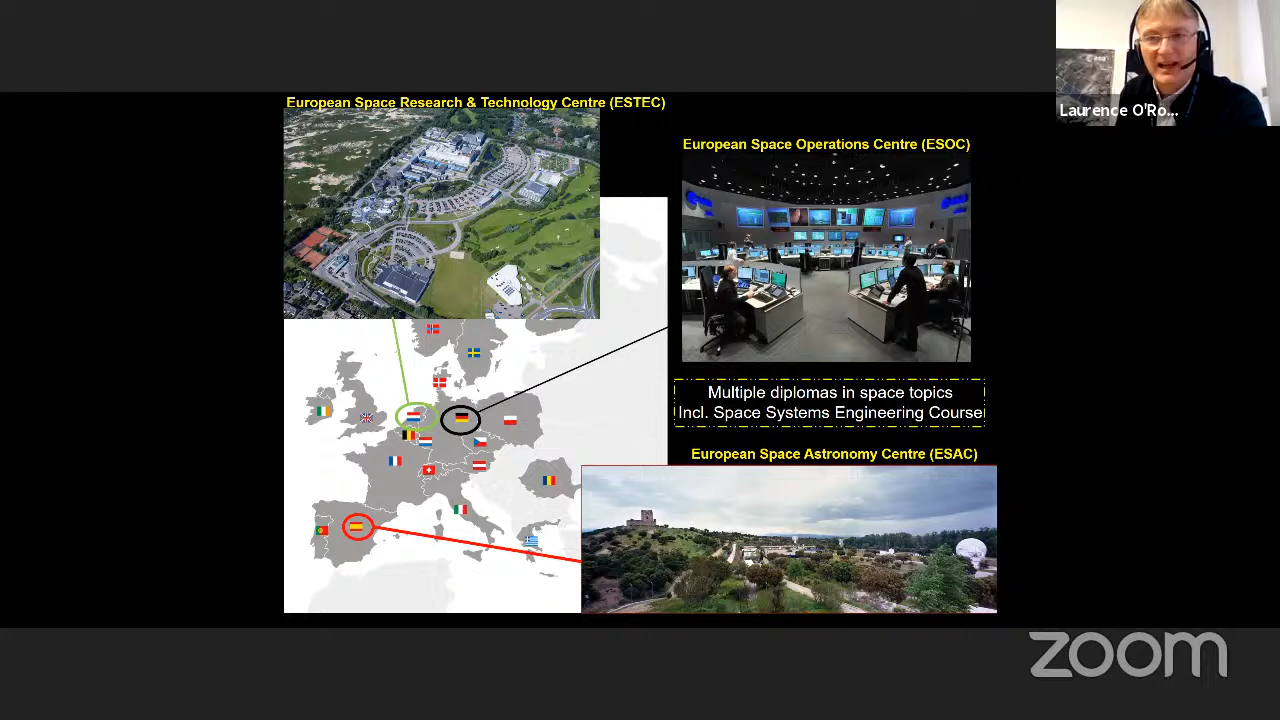 European Space Research & Technology Centre (ESTEC)
esa
Laurence O'Ro...
European Space Operations Centre (ESOC)
Multiple diplomas in space topics
Incl. Space Systems Engineering Course
European Space Astronomy Centre (ESAC)
zoom